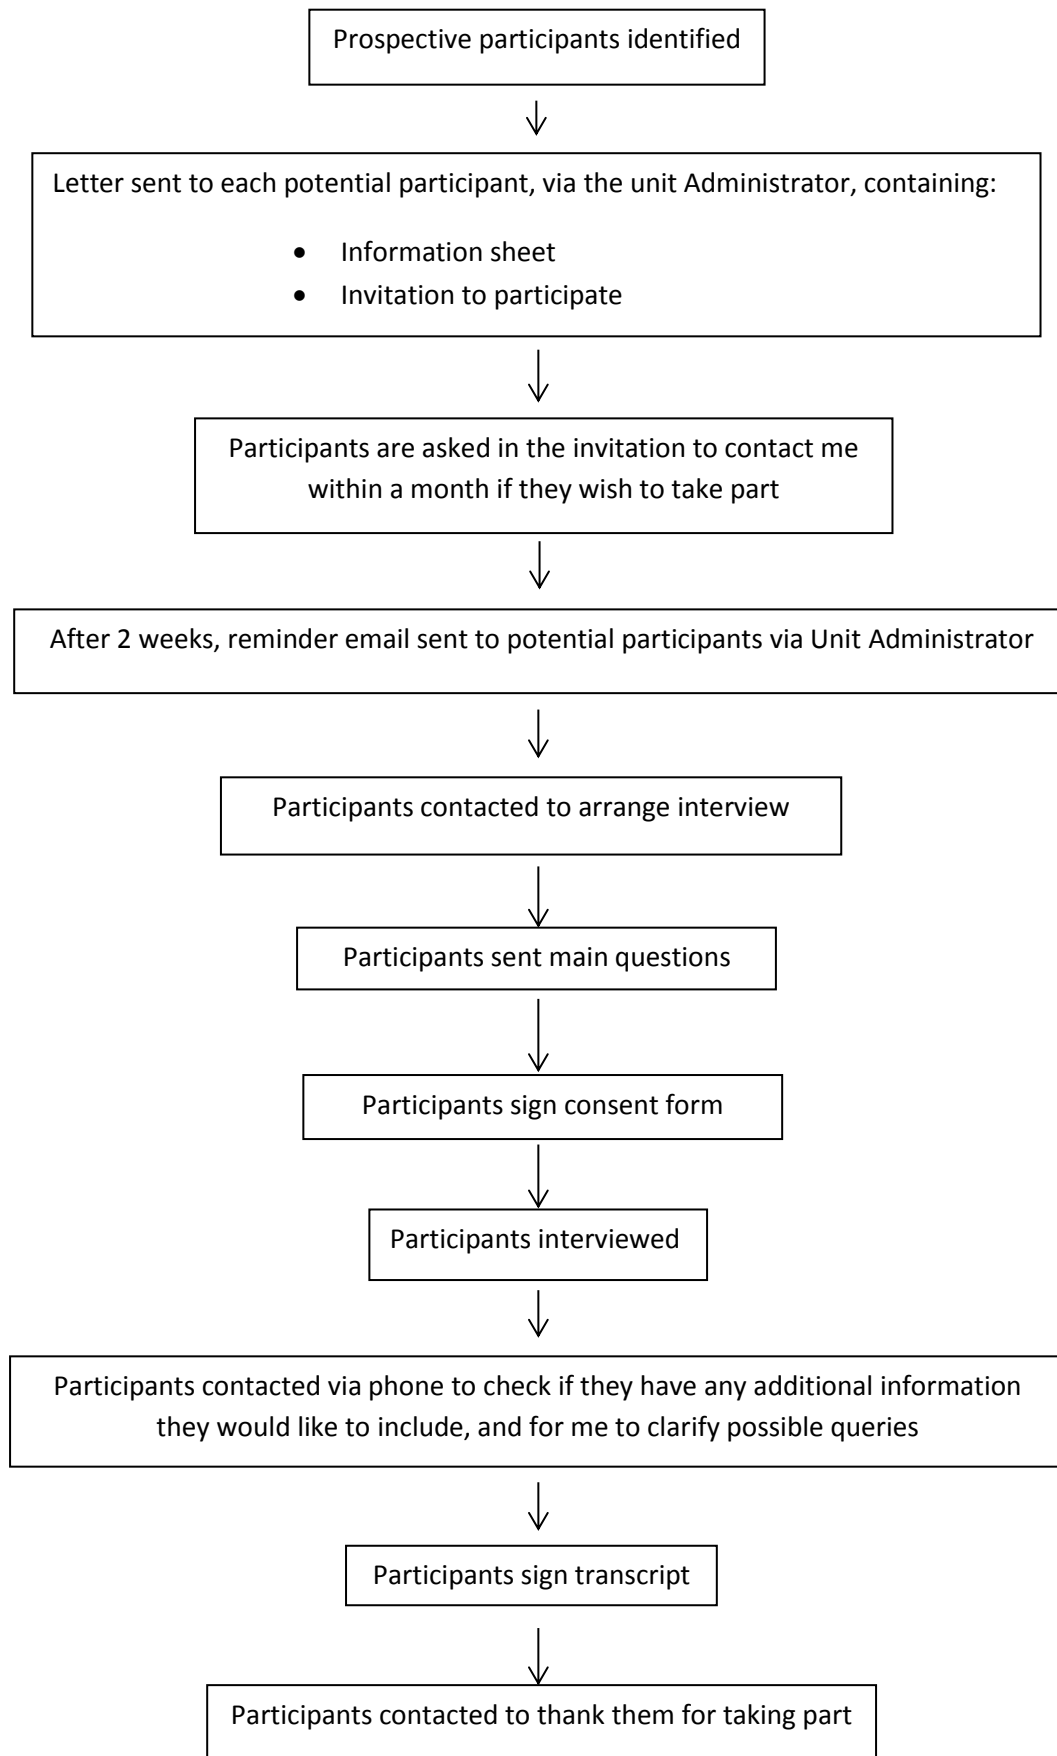 Prospective participants identified
Letter sent to each potential participant, via the unit Administrator, containing:
• Information sheet
• Invitation to participate
Participants are asked in the invitation to contact me
within a month if they wish to take part
After 2 weeks, reminder email sent to potential participants via Unit Administrator
Participants contacted to arrange interview
Participants sent main questions
Participants sign consent form
Participants interviewed
Participants contacted via phone to check if they have any additional information
they would like to include, and for me to clarify possible queries
Participants sign transcript
Participants contacted to thank them for taking part